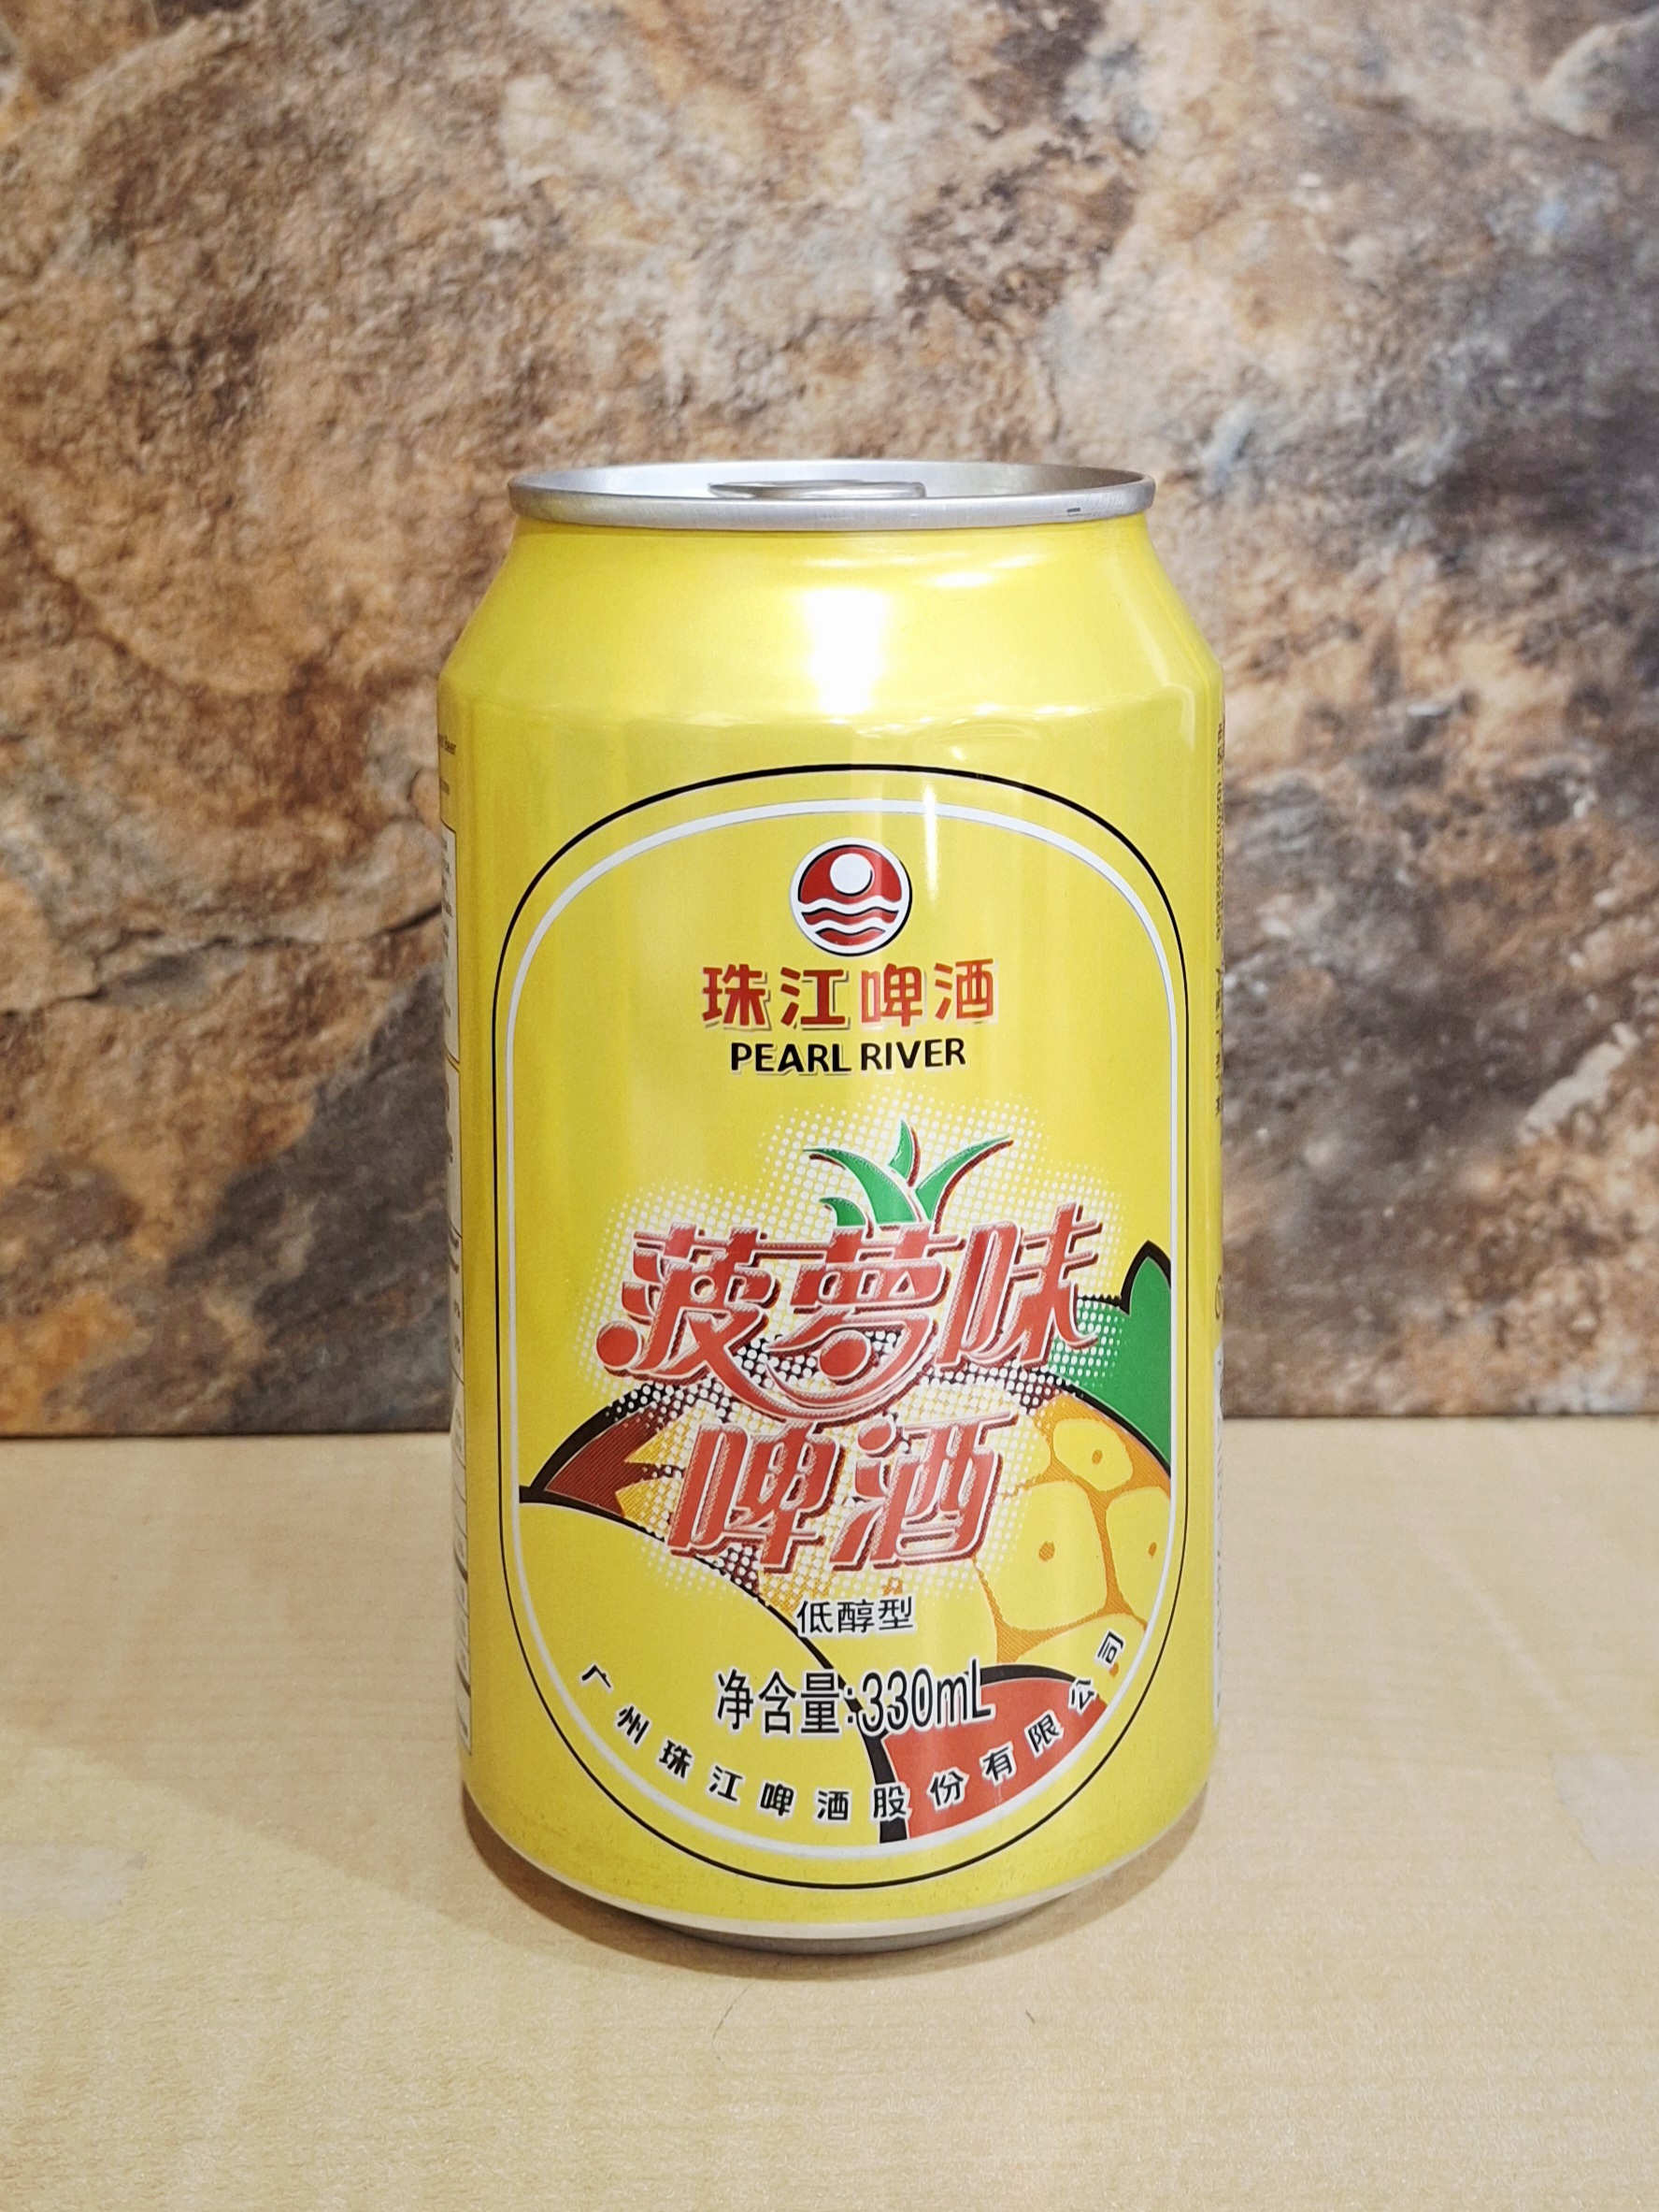 珠江啤酒
PEARL RIVER
菠萝味
啤酒
低醇型
净含量:330mL
广州珠江啤酒股份有限公司